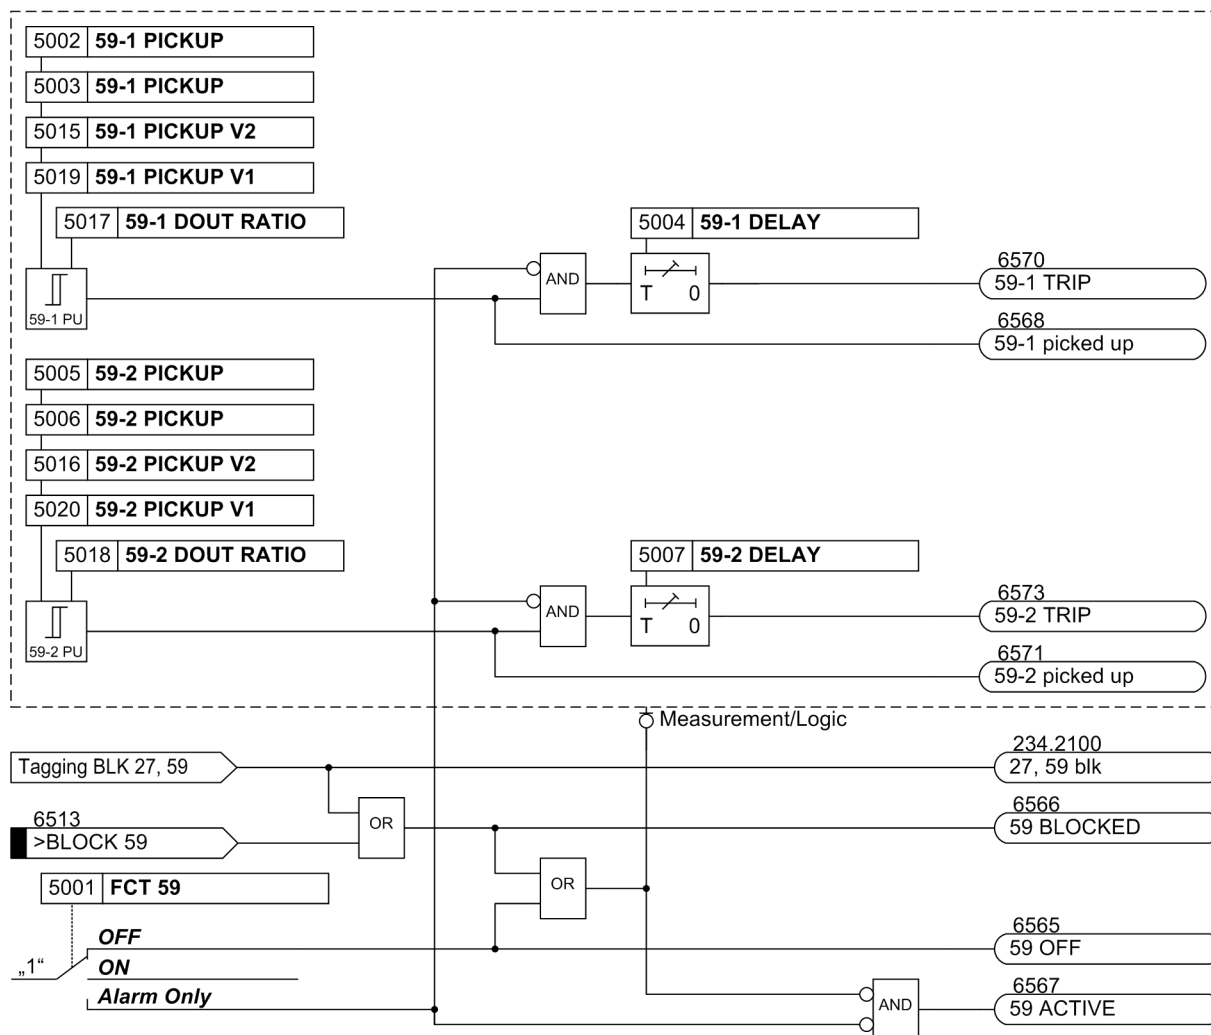 5002 59-1 PICKUP
5003 59-1 PICKUP
5015 59-1 PICKUP V2
5019 59-1 PICKUP V1
5017 59-1 DOUT RATIO
5004 59-1 DELAY
59-1 PU
AND
T 0
6570
59-1 TRIP
6568
59-1 picked up
5005 59-2 PICKUP
5006 59-2 PICKUP
5016 59-2 PICKUP V2
5020 59-2 PICKUP V1
5018 59-2 DOUT RATIO
5007 59-2 DELAY
59-2 PU
AND
T 0
6573
59-2 TRIP
6571
59-2 picked up
Measurement/Logic
Tagging BLK 27, 59
234.2100
27, 59 blk
6513
>BLOCK 59
OR
6566
59 BLOCKED
5001 FCT 59
OR
„1“
OFF
ON
Alarm Only
6565
59 OFF
AND
6567
59 ACTIVE